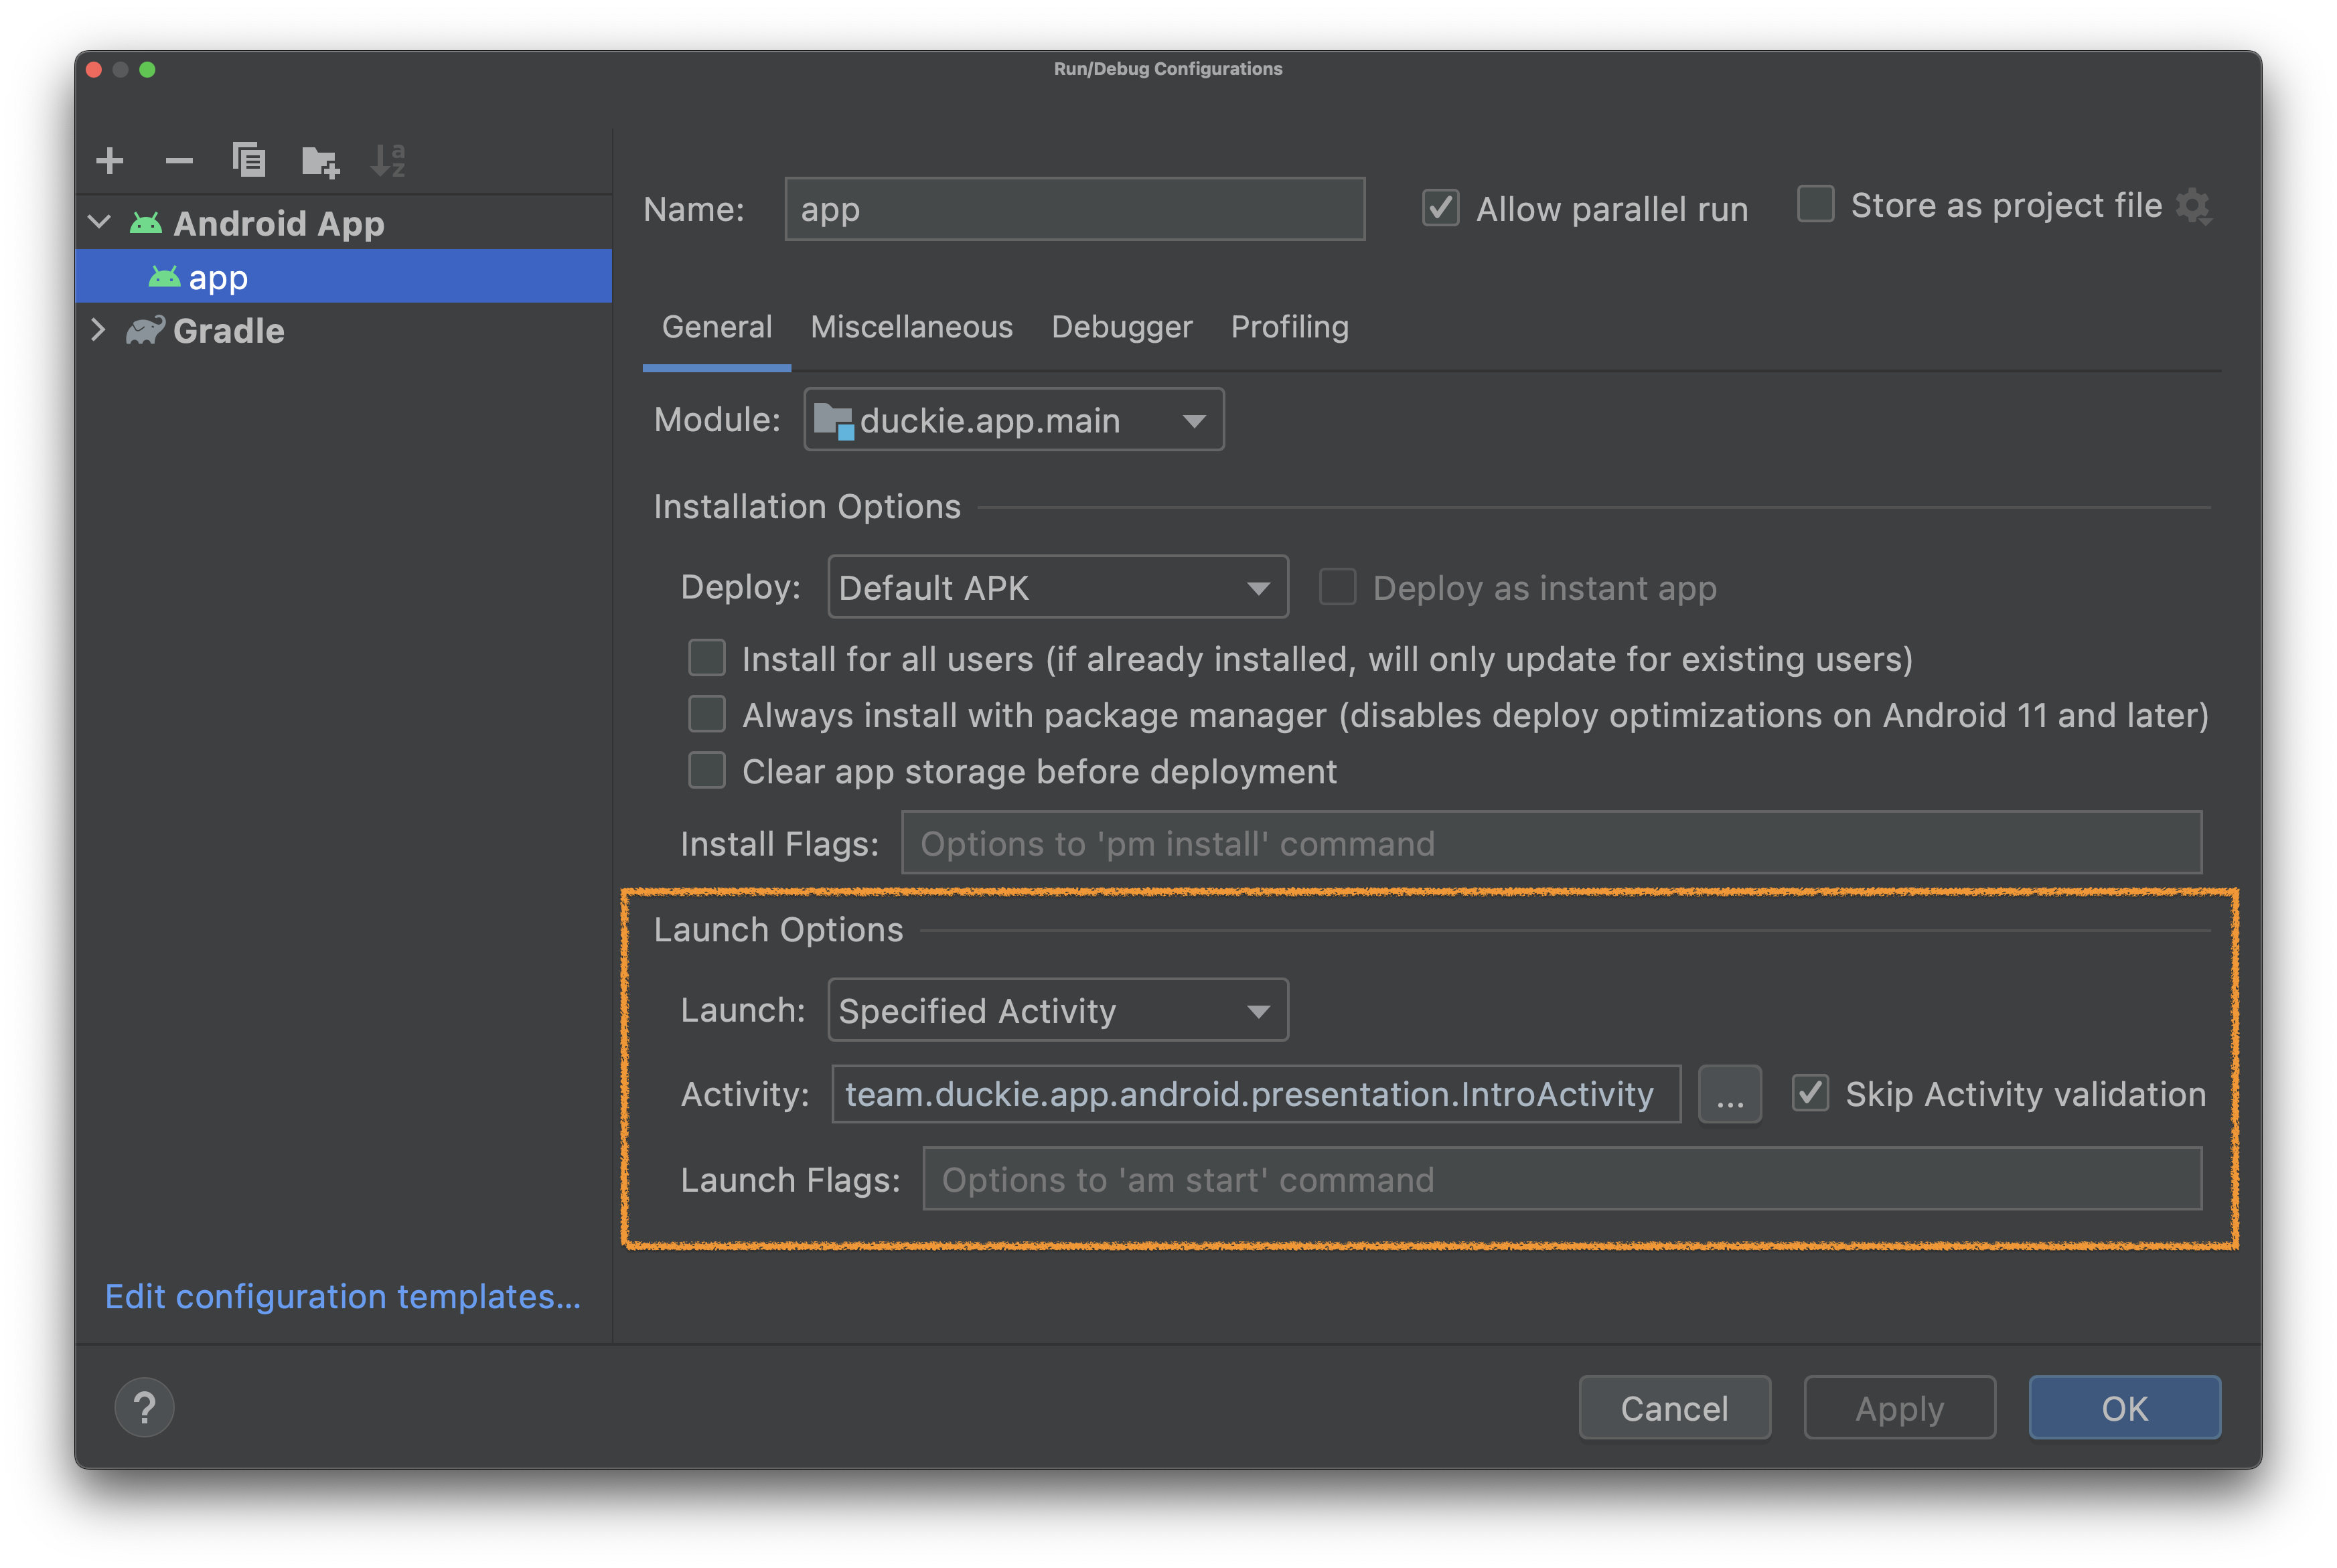 Run/Debug Configurations
Android App
app
Gradle
Edit configuration templates...
Name: app Allow parallel run Store as project file
General Miscellaneous Debugger Profiling
Module: duckie.app.main
Installation Options
Deploy: Default APK Deploy as instant app
Install for all users (if already installed, will only update for existing users)
Always install with package manager (disables deploy optimizations on Android 11 and later)
Clear app storage before deployment
Install Flags: Options to 'pm install' command
Launch Options
Launch: Specified Activity
Activity: team.duckie.app.android.presentation.IntroActivity ... Skip Activity validation
Launch Flags: Options to 'am start' command
? Cancel Apply OK